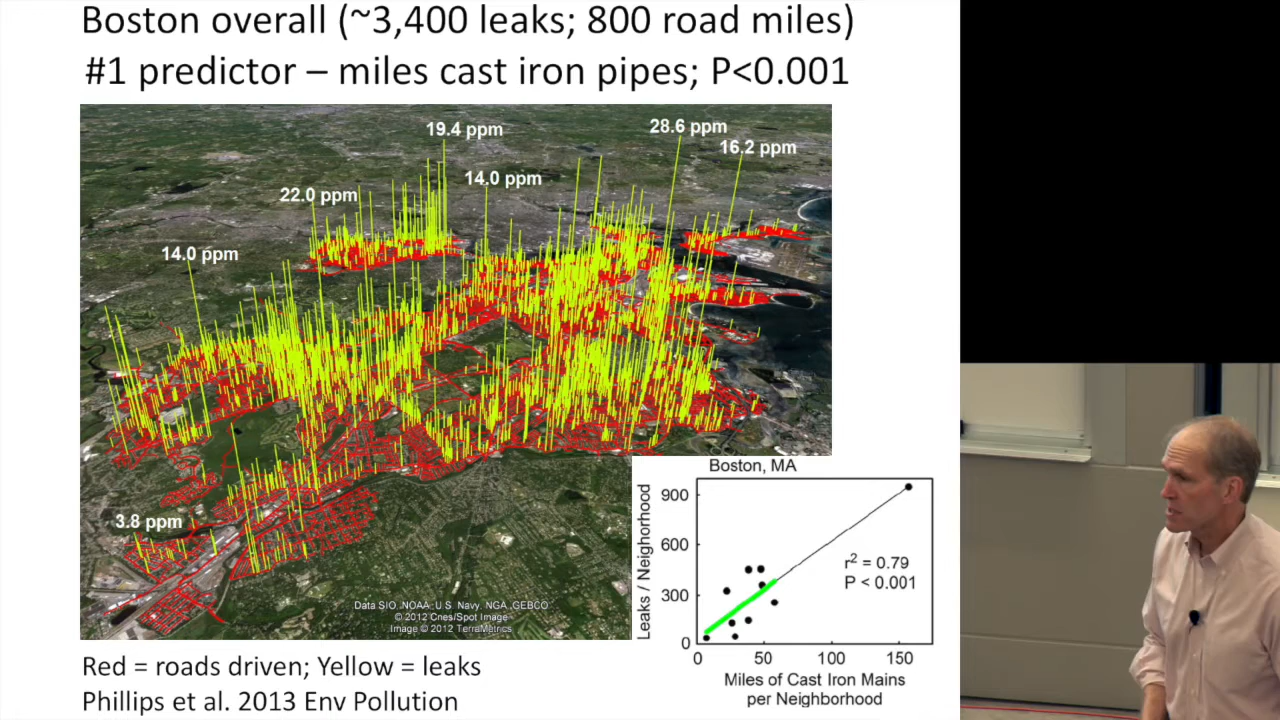 Boston overall (~3,400 leaks; 800 road miles)
#1 predictor – miles cast iron pipes; P<0.001
19.4 ppm
28.6 ppm
16.2 ppm
14.0 ppm
22.0 ppm
14.0 ppm
3.8 ppm
Data SIO, NOAA, U.S. Navy, NGA, GEBCO
© 2012 Cnes/Spot Image
Image © 2012 TerraMetrics
Boston, MA
Leaks / Neighorhood
900
600
300
0
r² = 0.79
P < 0.001
0 50 100 150
Miles of Cast Iron Mains
per Neighborhood
Red = roads driven; Yellow = leaks
Phillips et al. 2013 Env Pollution